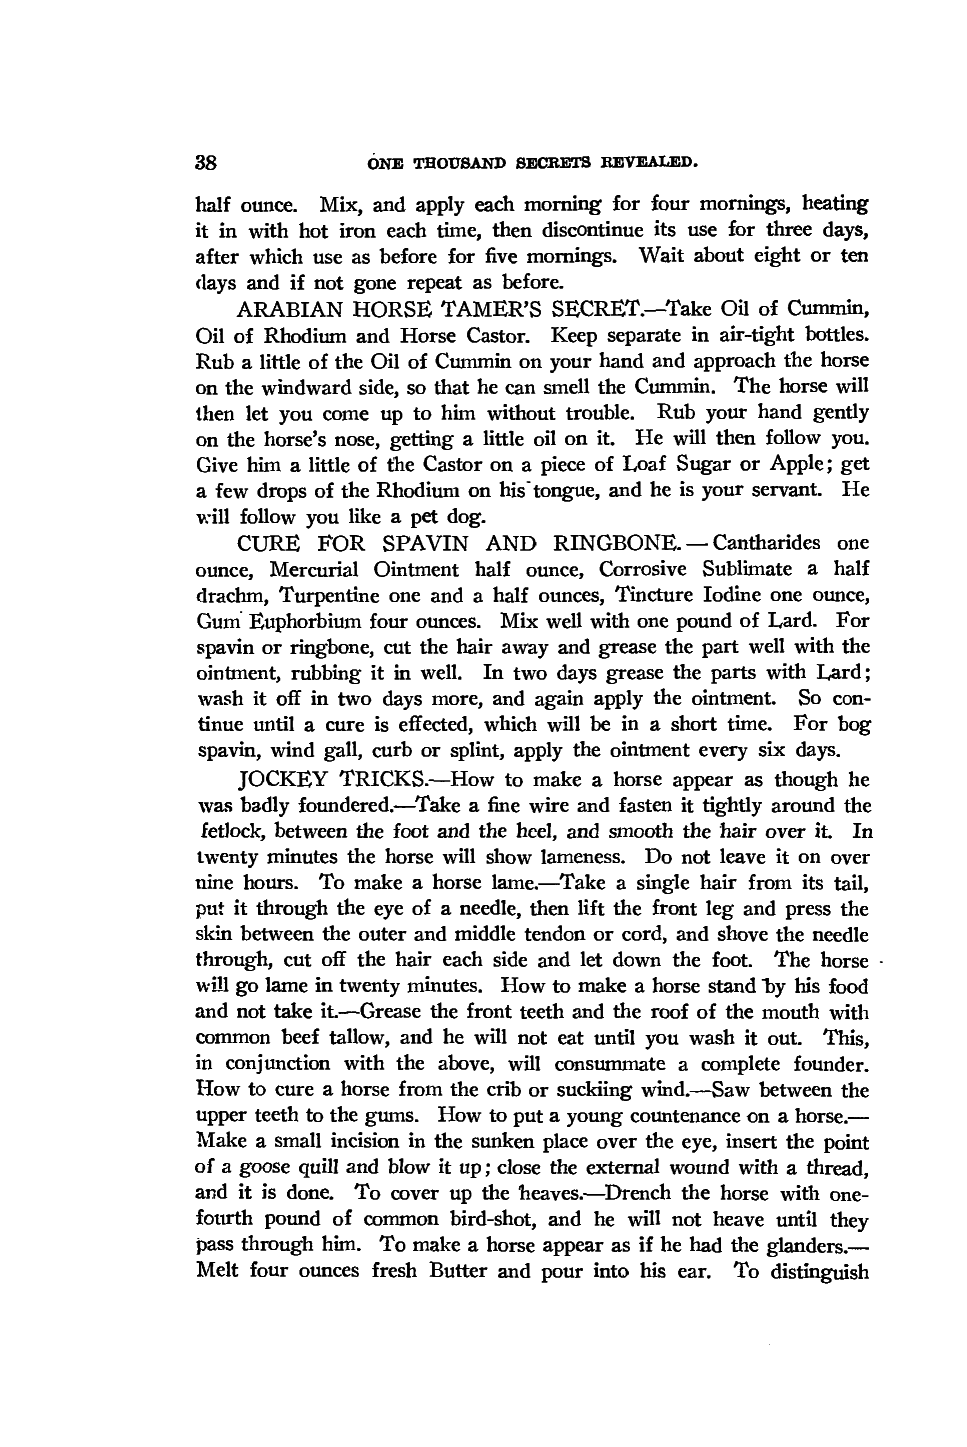 38 ONE THOUSAND SECRETS REVEALED.
half ounce. Mix, and apply each morning for four mornings, heating
it in with hot iron each time, then discontinue its use for three days,
after which use as before for five mornings. Wait about eight or ten
days and if not gone repeat as before.
ARABIAN HORSE TAMER'S SECRET.—Take Oil of Cummin,
Oil of Rhodium and Horse Castor. Keep separate in air-tight bottles.
Rub a little of the Oil of Cummin on your hand and approach the horse
on the windward side, so that he can smell the Cummin. The horse will
then let you come up to him without trouble. Rub your hand gently
on the horse's nose, getting a little oil on it. He will then follow you.
Give him a little of the Castor on a piece of Loaf Sugar or Apple; get
a few drops of the Rhodium on his tongue, and he is your servant. He
will follow you like a pet dog.
CURE FOR SPAVIN AND RINGBONE.—Cantharides one
ounce, Mercurial Ointment half ounce, Corrosive Sublimate a half
drachm, Turpentine one and a half ounces, Tincture Iodine one ounce,
Gum Euphorbium four ounces. Mix well with one pound of Lard. For
spavin or ringbone, cut the hair away and grease the part well with the
ointment, rubbing it in well. In two days grease the parts with Lard;
wash it off in two days more, and again apply the ointment. So con-
tinue until a cure is effected, which will be in a short time. For bog
spavin, wind gall, curb or splint, apply the ointment every six days.
JOCKEY TRICKS.—How to make a horse appear as though he
was badly foundered.—Take a fine wire and fasten it tightly around the
fetlock, between the foot and the heel, and smooth the hair over it. In
twenty minutes the horse will show lameness. Do not leave it on over
nine hours. To make a horse lame.—Take a single hair from its tail,
put it through the eye of a needle, then lift the front leg and press the
skin between the outer and middle tendon or cord, and shove the needle
through, cut off the hair each side and let down the foot. The horse
will go lame in twenty minutes. How to make a horse stand by his food
and not take it.—Grease the front teeth and the roof of the mouth with
common beef tallow, and he will not eat until you wash it out. This,
in conjunction with the above, will consummate a complete founder.
How to cure a horse from the crib or suckiing wind.—Saw between the
upper teeth to the gums. How to put a young countenance on a horse.—
Make a small incision in the sunken place over the eye, insert the point
of a goose quill and blow it up; close the external wound with a thread,
and it is done. To cover up the heaves.—Drench the horse with one-
fourth pound of common bird-shot, and he will not heave until they
pass through him. To make a horse appear as if he had the glanders.—
Melt four ounces fresh Butter and pour into his ear. To distinguish